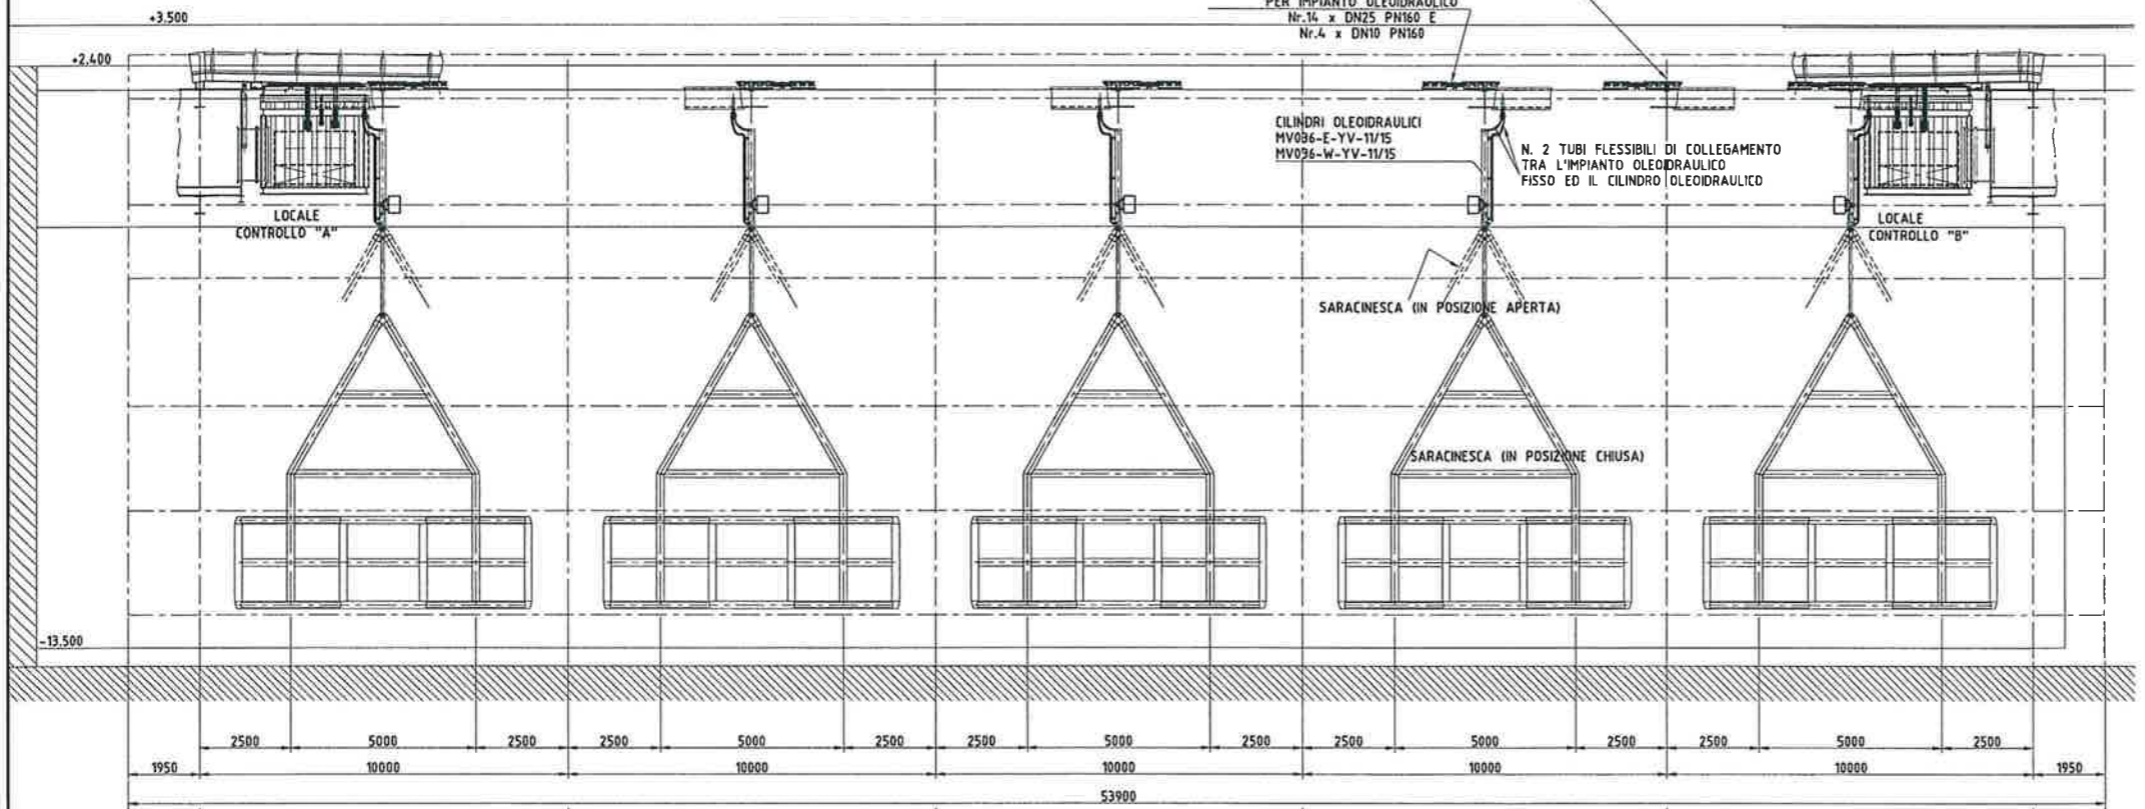 +3.500
PER IMPIANTO OLEOIDRAULICO
Nr.14 x DN25 PN160 E
Nr.4 x DN10 PN160
+2.400
CILINDRI OLEOIDRAULICI
MV036-E-YV-11/15
MV036-W-YV-11/15
N. 2 TUBI FLESSIBILI DI COLLEGAMENTO
TRA L'IMPIANTO OLEOIDRAULICO
FISSO ED IL CILINDRO OLEOIDRAULICO
LOCALE
CONTROLLO "A"
LOCALE
CONTROLLO "B"
SARACINESCA (IN POSIZIONE APERTA)
SARACINESCA (IN POSIZIONE CHIUSA)
-13.500
2500 5000 2500 2500 5000 2500 2500 5000 2500 2500 5000 2500 2500 5000 2500
1950 10000 10000 10000 10000 10000 1950
53900